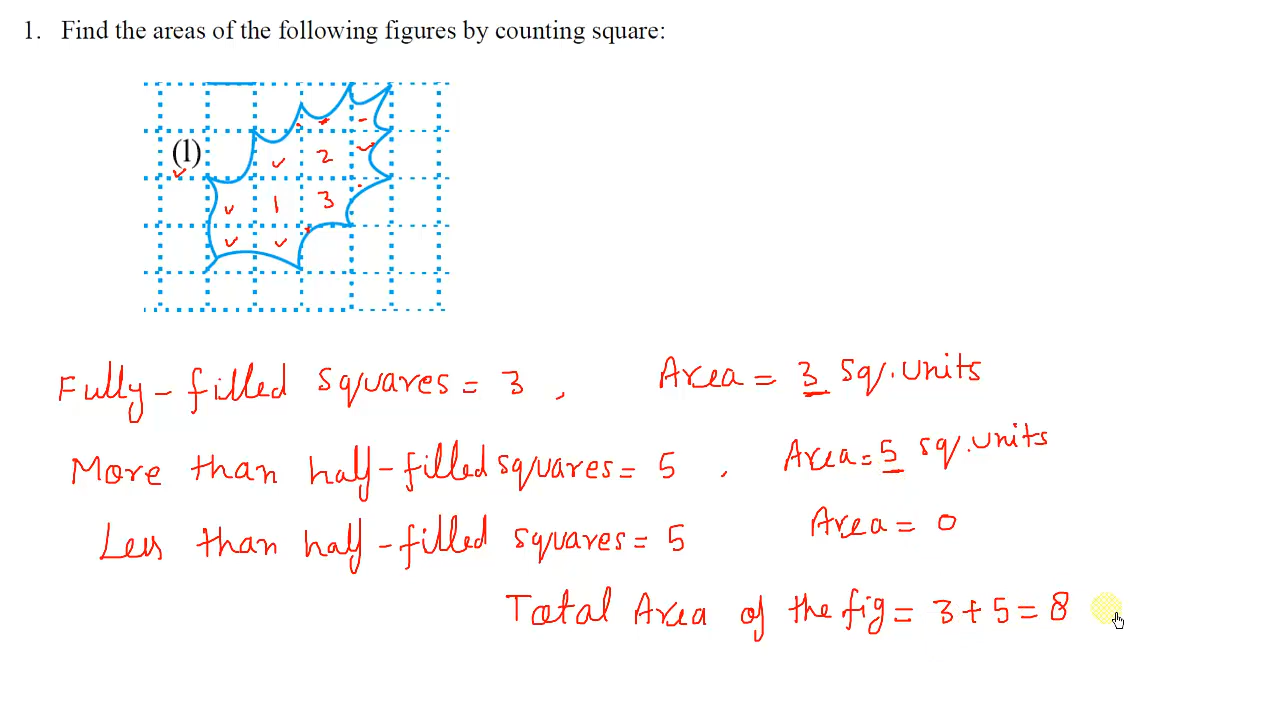 1. Find the areas of the following figures by counting square:
(l)
2
1 3
Fully-filled squares = 3 , Area = 3 sq. units
More than half-filled squares = 5 , Area = 5 sq. units
Less than half-filled squares = 5 Area = 0
Total Area of the fig = 3 + 5 = 8